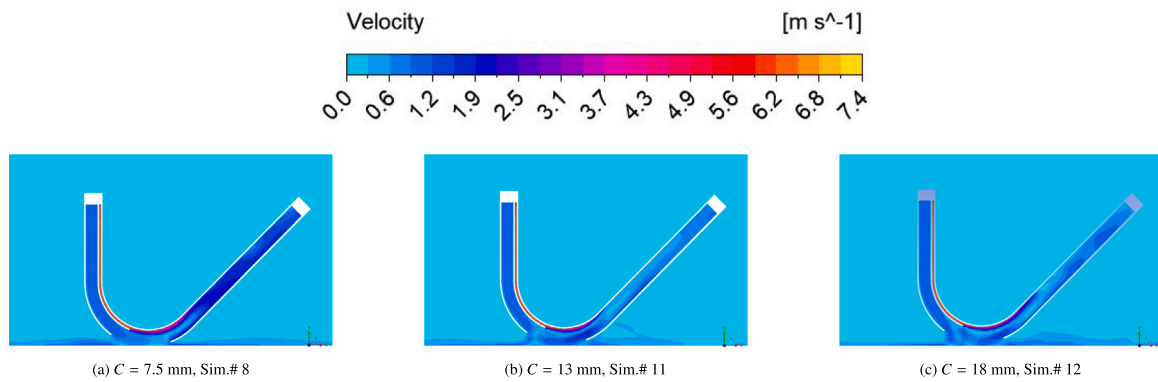 Velocity [m s^-1]
0.0 0.6 1.2 1.9 2.5 3.1 3.7 4.3 4.9 5.6 6.2 6.8 7.4
(a) C = 7.5 mm, Sim.# 8 (b) C = 13 mm, Sim.# 11 (c) C = 18 mm, Sim.# 12